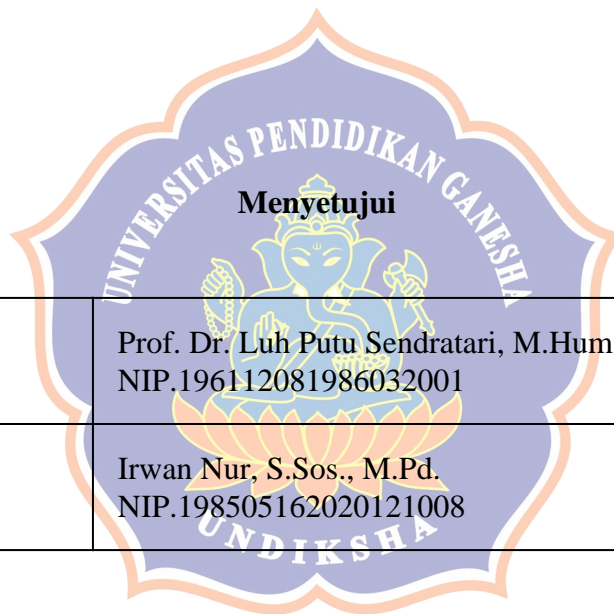 UNIVERSITAS PENDIDIKAN GANESHA
Menyetujui
Prof. Dr. Luh Putu Sendratari, M.Hum
NIP.196112081986032001
Irwan Nur, S.Sos., M.Pd.
NIP.198505162020121008
UNDIKSHA